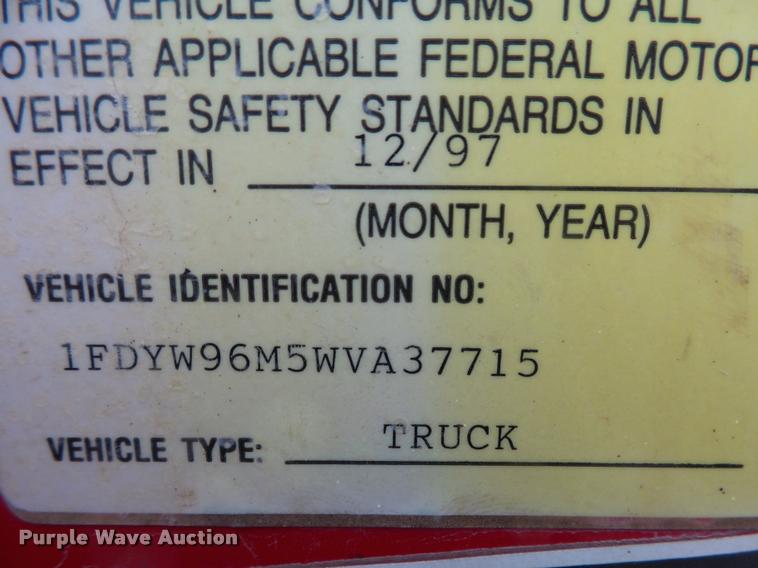 THIS VEHICLE CONFORMS TO ALL
OTHER APPLICABLE FEDERAL MOTOR
VEHICLE SAFETY STANDARDS IN
EFFECT IN 12/97
(MONTH, YEAR)
VEHICLE IDENTIFICATION NO:
1FDYW96M5WVA37715
VEHICLE TYPE: TRUCK
Purple Wave Auction